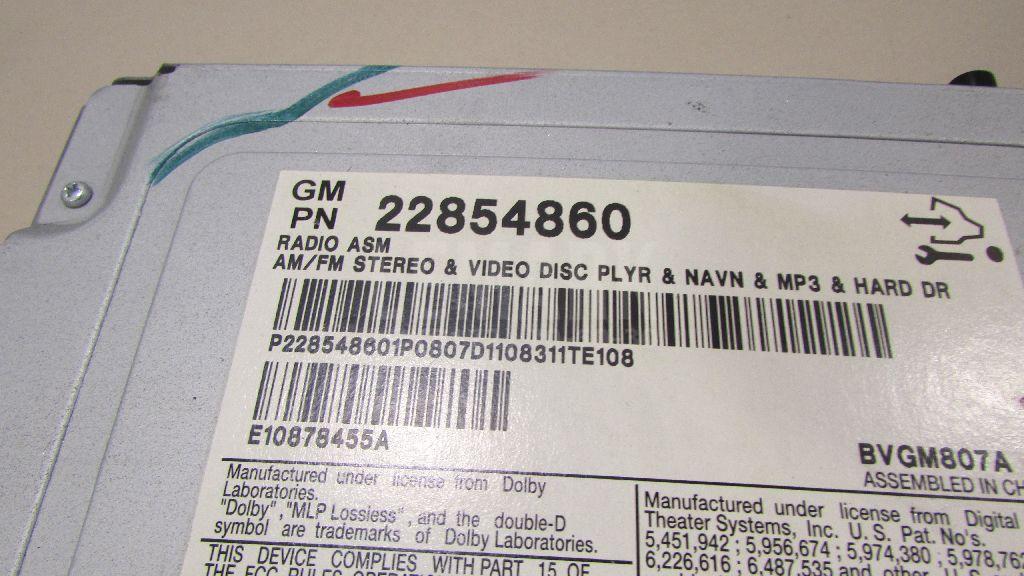 GM
PN 22854860
RADIO ASM
AM/FM STEREO & VIDEO DISC PLYR & NAVN & MP3 & HARD DR
P228548601P0807D1108311TE108
E10878455A
BVGM807A
ASSEMBLED IN CH
Manufactured under license from Dolby
Laboratories.
"Dolby", "MLP Lossless", and the double-D
symbol are trademarks of Dolby Laboratories.
THIS DEVICE COMPLIES WITH PART 15 OF
THE FCC RULES
Manufactured under license from Digital
Theater Systems, Inc. U.S. Pat. No's.
5,451,942; 5,956,674; 5,974,380; 5,978,762
6,226,616; 6,487,535 and other U.S.